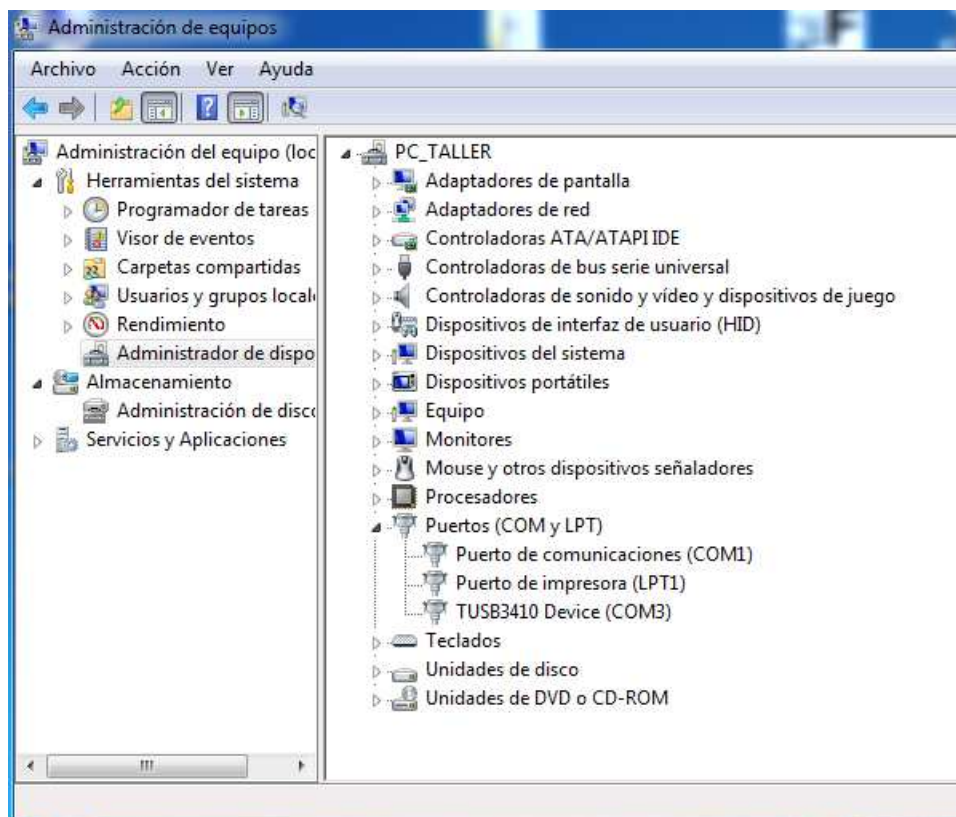 Administración de equipos
Archivo Acción Ver Ayuda
Administración del equipo (loc
Herramientas del sistema
Programador de tareas
Visor de eventos
Carpetas compartidas
Usuarios y grupos local
Rendimiento
Administrador de dispo
Almacenamiento
Administración de disc
Servicios y Aplicaciones
PC_TALLER
Adaptadores de pantalla
Adaptadores de red
Controladoras ATA/ATAPI IDE
Controladoras de bus serie universal
Controladoras de sonido y vídeo y dispositivos de juego
Dispositivos de interfaz de usuario (HID)
Dispositivos del sistema
Dispositivos portátiles
Equipo
Monitores
Mouse y otros dispositivos señaladores
Procesadores
Puertos (COM y LPT)
Puerto de comunicaciones (COM1)
Puerto de impresora (LPT1)
TUSB3410 Device (COM3)
Teclados
Unidades de disco
Unidades de DVD o CD-ROM